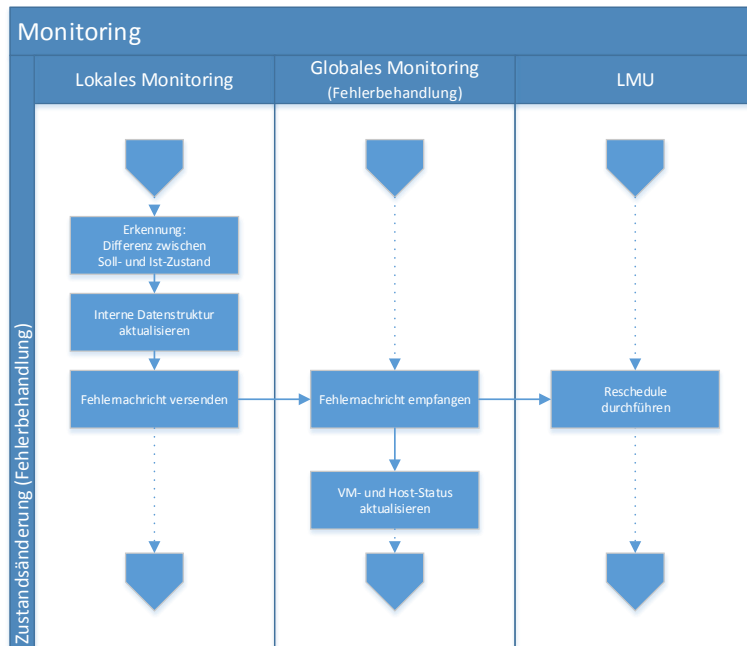 Monitoring
Lokales Monitoring
Globales Monitoring
(Fehlerbehandlung)
LMU
Zustandsänderung (Fehlerbehandlung)
Erkennung:
Differenz zwischen
Soll- und Ist-Zustand
Interne Datenstruktur
aktualisieren
Fehlernachricht versenden
Fehlernachricht empfangen
Reschedule
durchführen
VM- und Host-Status
aktualisieren